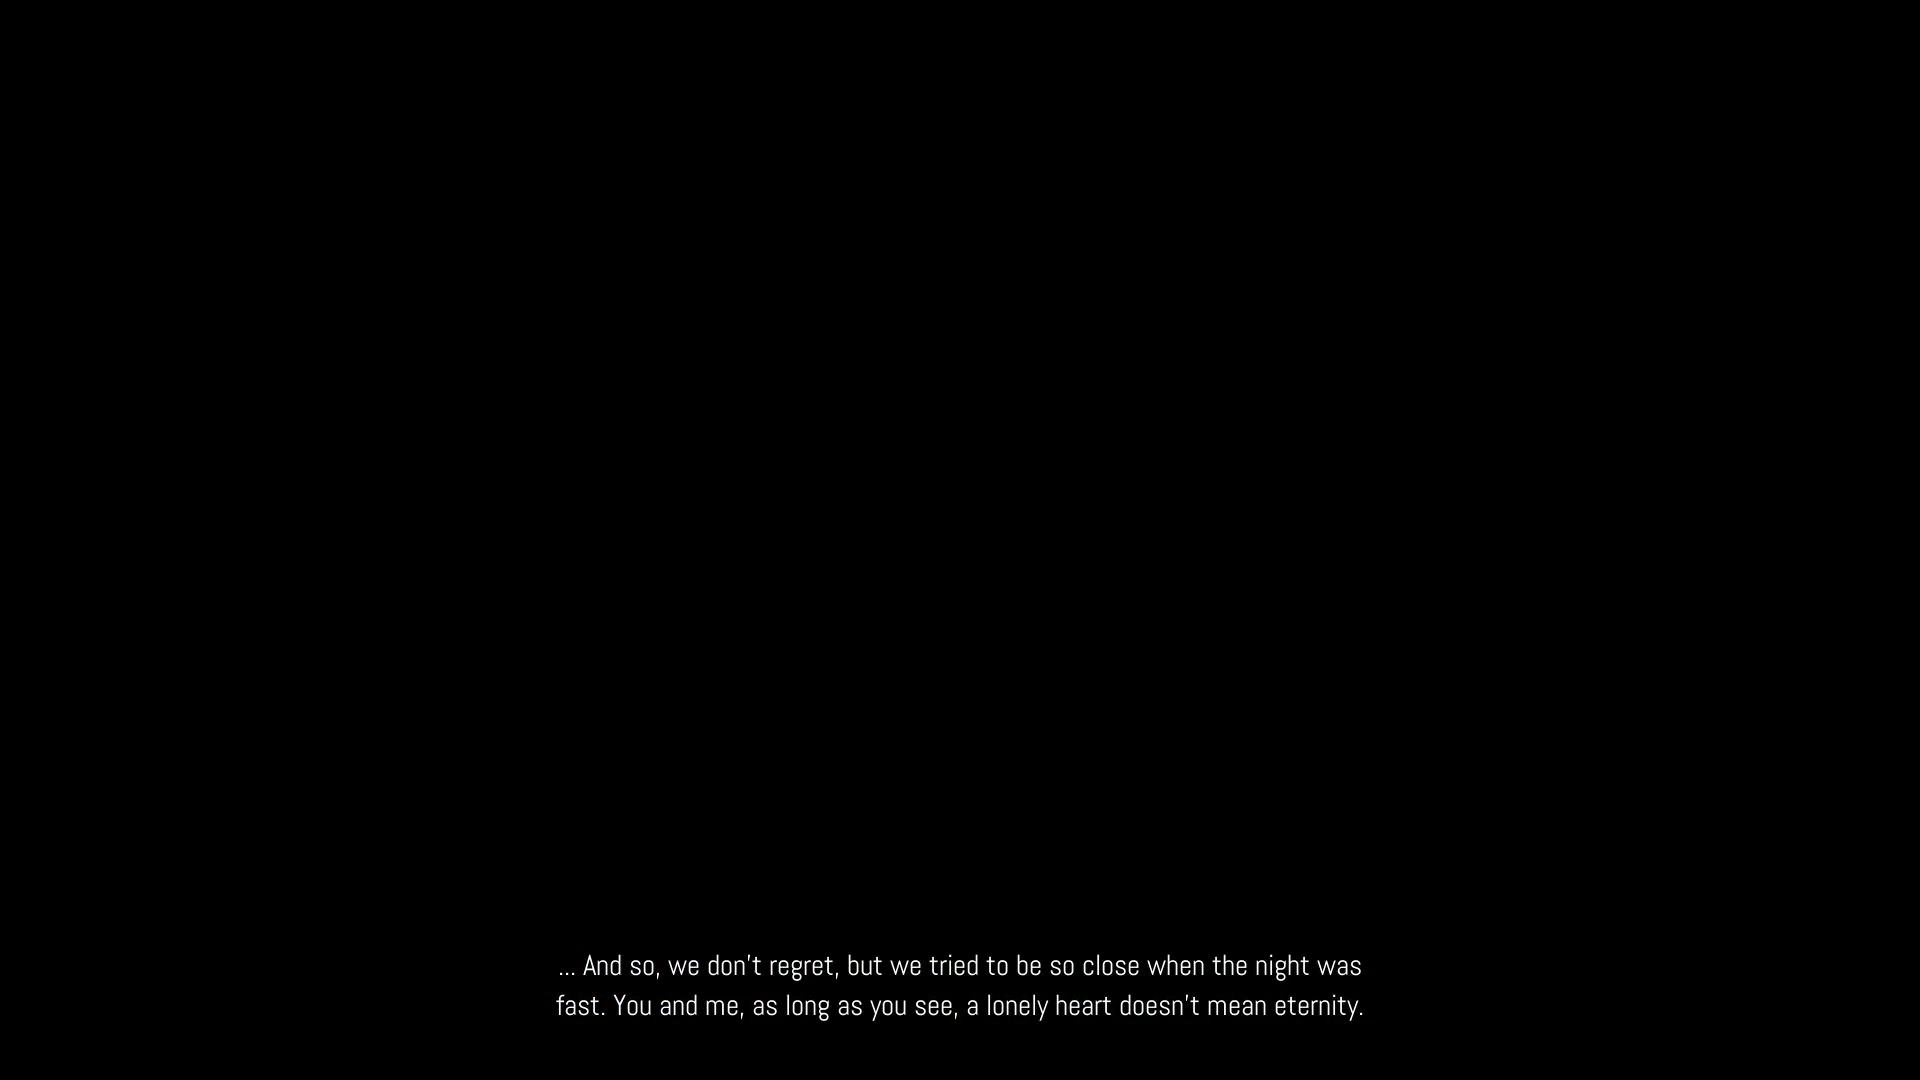 ... And so, we don't regret, but we tried to be so close when the night was
fast. You and me, as long as you see, a lonely heart doesn't mean eternity.